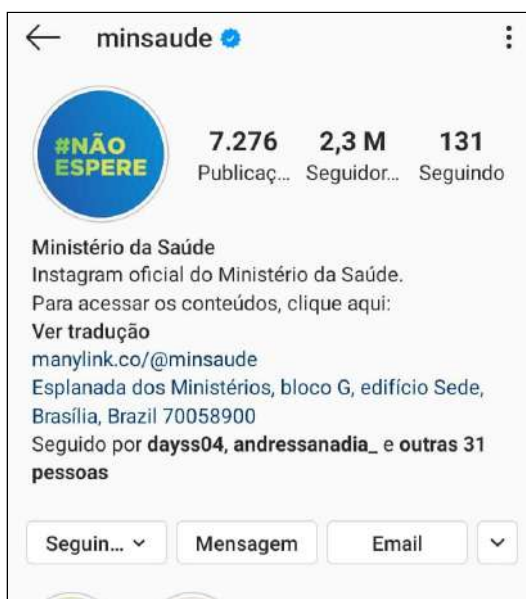 minsaude
#NÃO
ESPERE
7.276 2,3 M 131
Publicaç... Seguidor... Seguindo
Ministério da Saúde
Instagram oficial do Ministério da Saúde.
Para acessar os conteúdos, clique aqui:
Ver tradução
manylink.co/@minsaude
Esplanada dos Ministérios, bloco G, edifício Sede,
Brasília, Brazil 70058900
Seguido por dayss04, andressanadia_ e outras 31
pessoas
Seguin... Mensagem Email